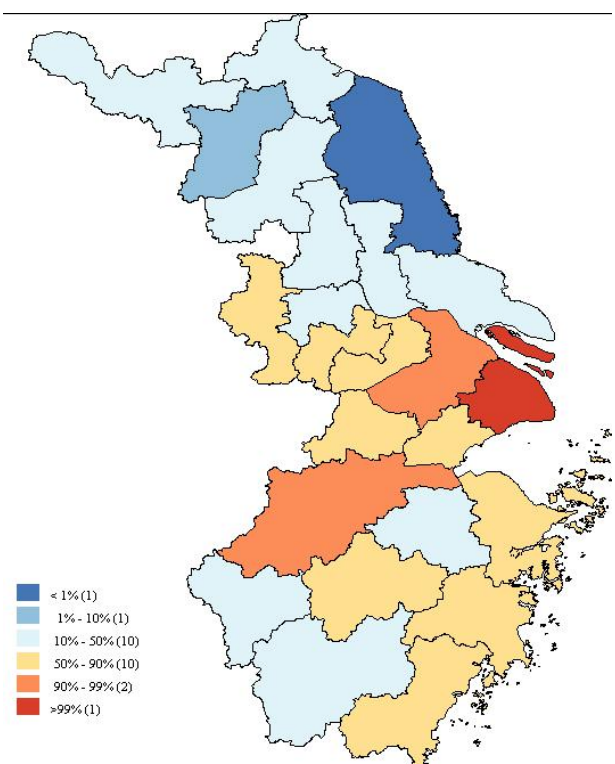 < 1% (1)
1% - 10% (1)
10% - 50% (10)
50% - 90% (10)
90% - 99% (2)
>99% (1)